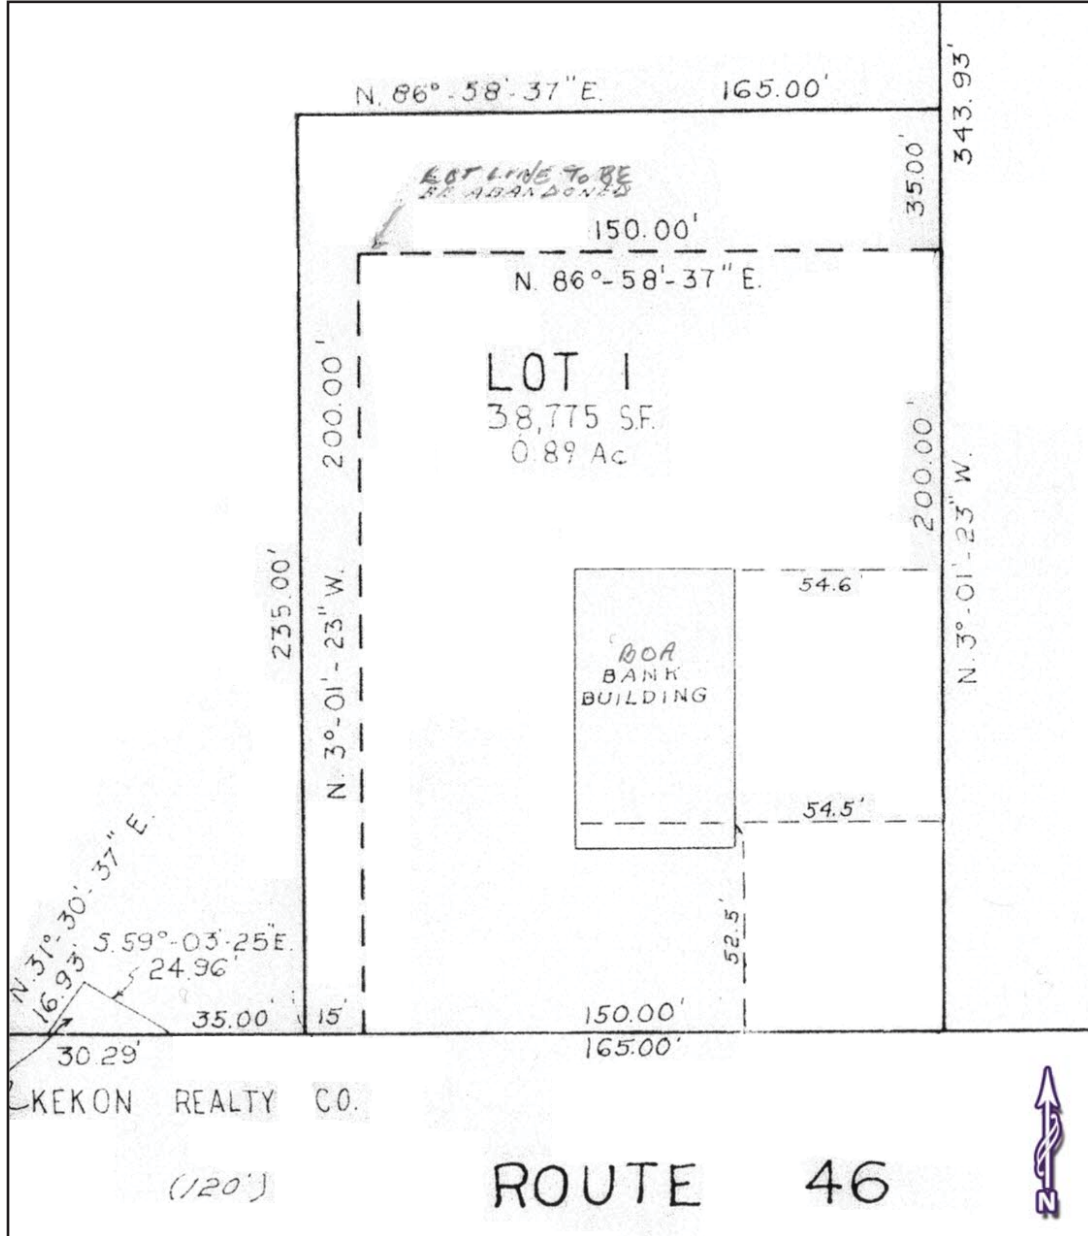 N. 86°-58'-37" E. 165.00'
343.93'
35.00'
LOT LINE TO BE
BE ABANDONED
150.00'
N. 86°-58'-37" E.
200.00'
LOT 1
38,775 S.F.
0.89 Ac
200.00'
N. 3°-01'-23" W.
235.00'
N. 3°-01'-23" W.
54.6'
BOA
BANK
BUILDING
54.5'
52.5'
N. 31°-30'-37" E.
16.93'
S. 59°-03'-25" E.
24.96'
35.00'
15'
150.00'
165.00'
30.29'
KEKON REALTY CO.
(120')
ROUTE 46
N